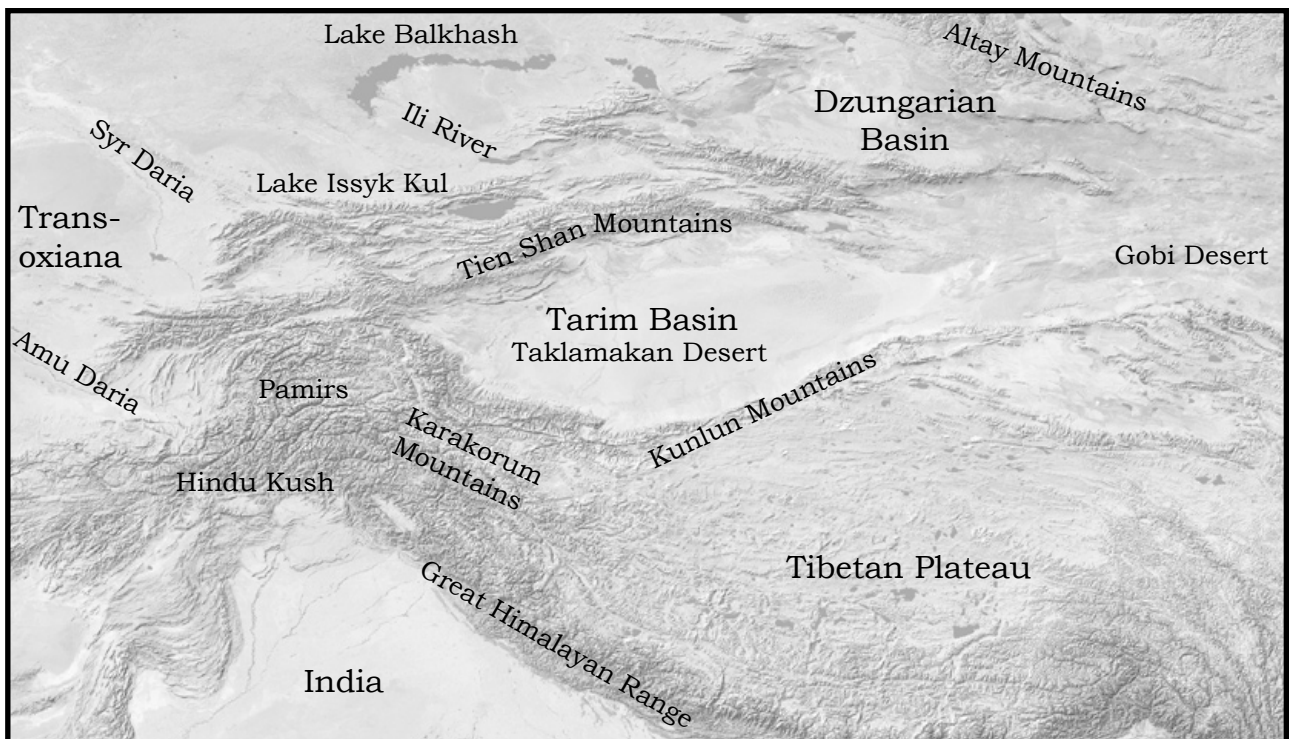 Lake Balkhash
Altay Mountains
Dzungarian
Basin
Ili River
Syr Daria
Lake Issyk Kul
Trans-
oxiana
Tien Shan Mountains
Gobi Desert
Tarim Basin
Taklamakan Desert
Amu Daria
Pamirs
Kunlun Mountains
Karakorum
Mountains
Hindu Kush
Tibetan Plateau
Great Himalayan Range
India